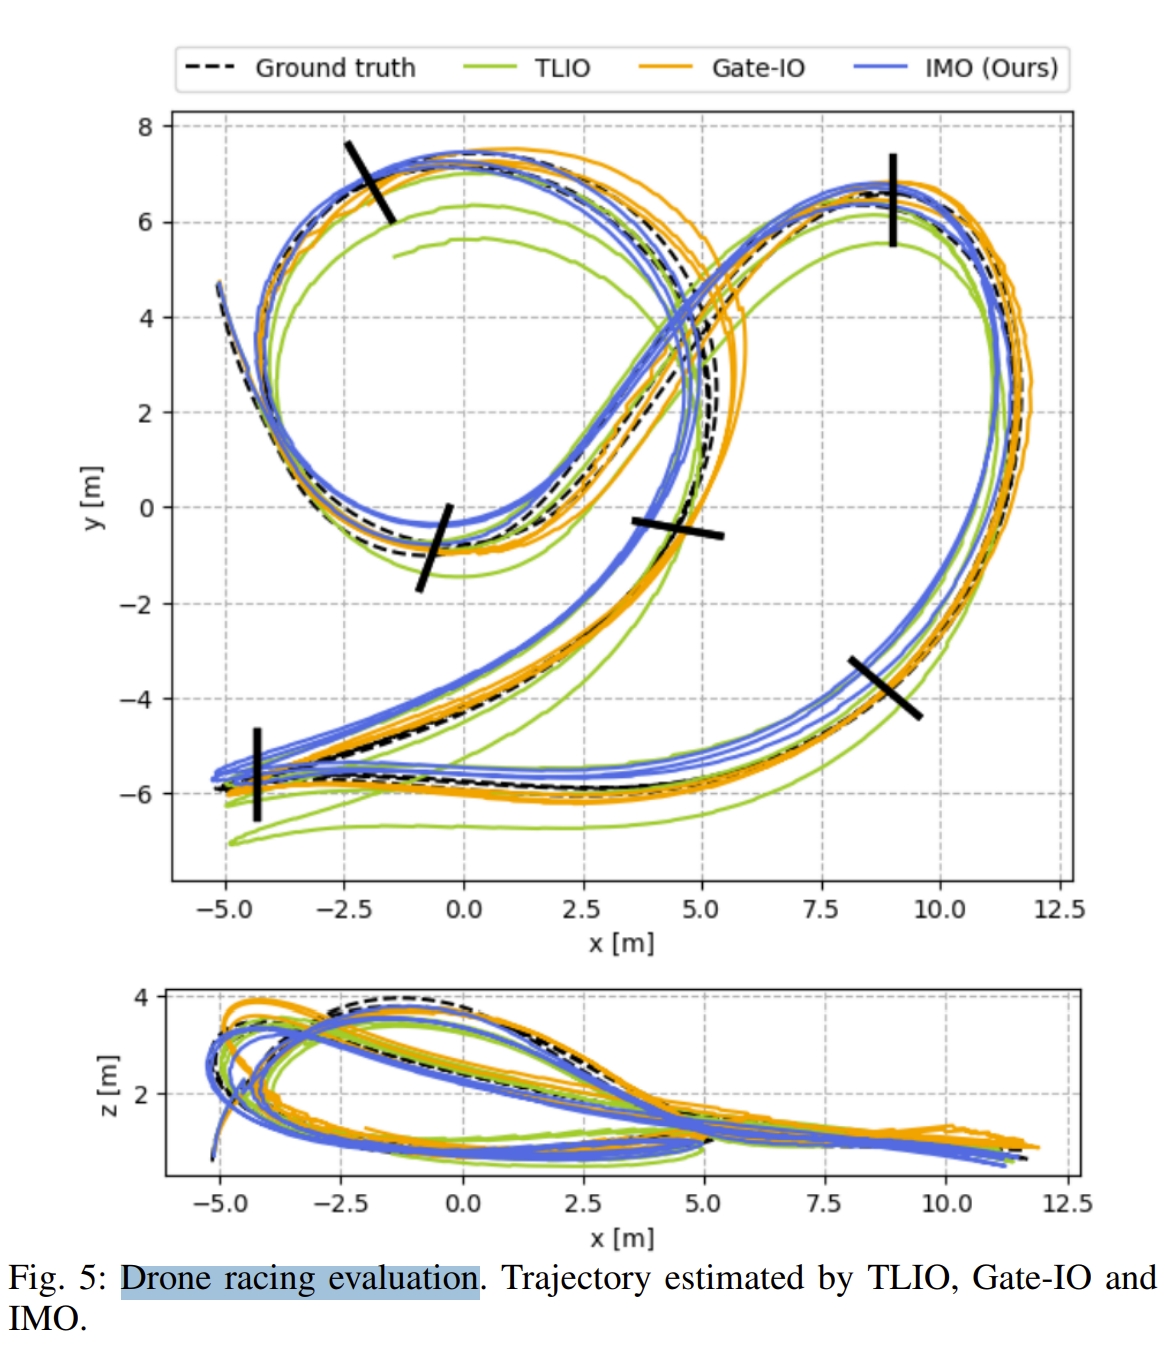 Ground truth TLIO Gate-IO IMO (Ours)
8
6
4
2
0
−2
−4
−6
y [m]
−5.0 −2.5 0.0 2.5 5.0 7.5 10.0 12.5
x [m]
4
2
z [m]
−5.0 −2.5 0.0 2.5 5.0 7.5 10.0 12.5
x [m]
Fig. 5: Drone racing evaluation. Trajectory estimated by TLIO, Gate-IO and
IMO.